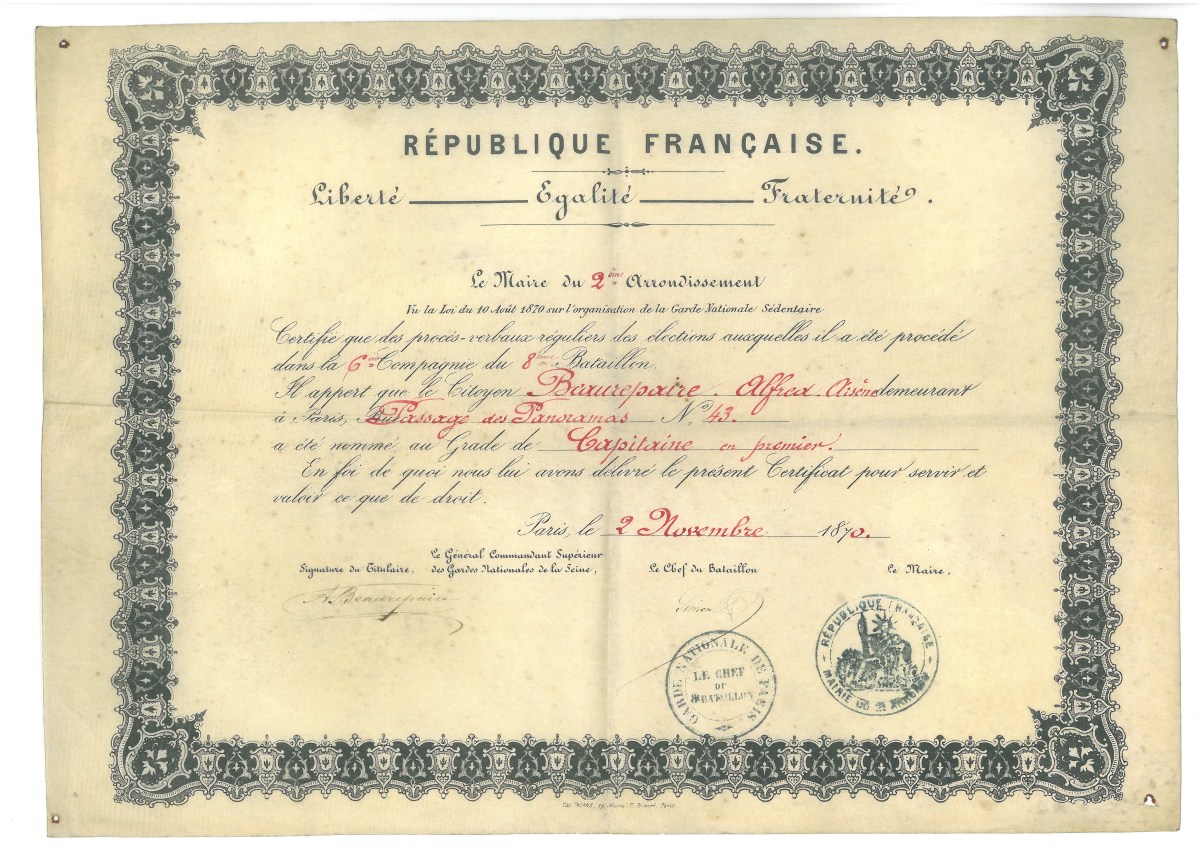 RÉPUBLIQUE FRANÇAISE.
Liberté Egalité Fraternité.
Le Maire du 2ème Arrondissement
Vu la Loi du 10 Août 1870 sur l'organisation de la Garde Nationale Sédentaire
Certifie que des procès-verbaux réguliers des élections auxquelles il a été procédé
dans la 6me Compagnie du 8ème Bataillon.
Il appert que le Citoyen Beaurepaire. Alfred. Arsène demeurant
à Paris, Passage des Panoramas No, 43.
a été nommé au Grade de Capitaine en premier.
En foi de quoi nous lui avons délivré le présent Certificat pour servir et
valoir ce que de droit.
Paris, le 2 Novembre 1870.
Signature du Titulaire,
Le Général Commandant Supérieur
des Gardes Nationales de la Seine,
Le Chef du Bataillon
Le Maire,
A. Beaurepaire
GARDE NATIONALE DE PARIS
LE CHEF
DU
8e BATAILLON
RÉPUBLIQUE FRANÇAISE
MAIRIE DU 2e